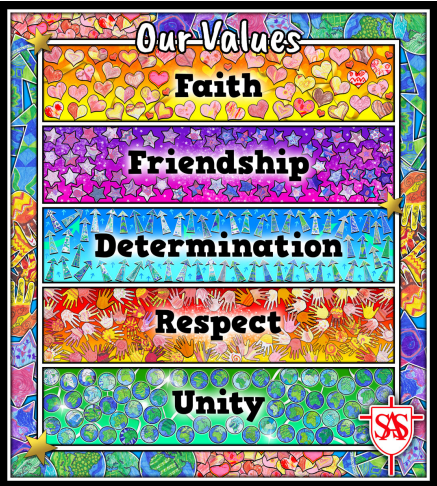 Our Values
Faith
Friendship
Determination
Respect
Unity
SAS